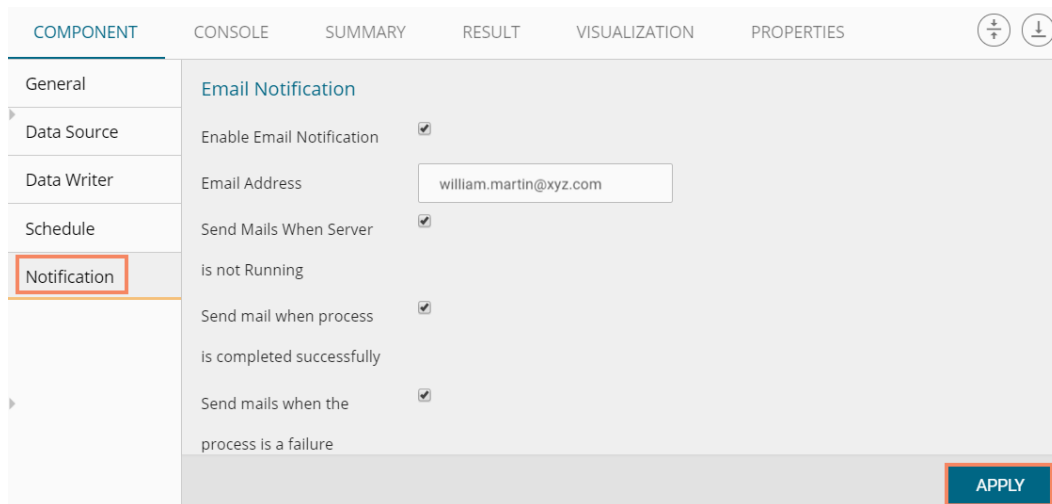 COMPONENT CONSOLE SUMMARY RESULT VISUALIZATION PROPERTIES
General
Data Source
Data Writer
Schedule
Notification
Email Notification
Enable Email Notification
Email Address william.martin@xyz.com
Send Mails When Server
is not Running
Send mail when process
is completed successfully
Send mails when the
process is a failure
APPLY